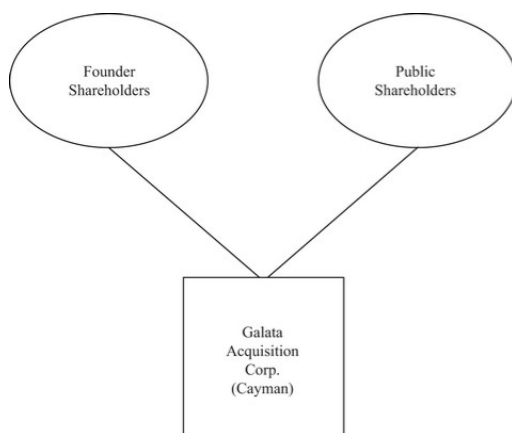 Founder
Shareholders
Public
Shareholders
Galata
Acquisition
Corp.
(Cayman)